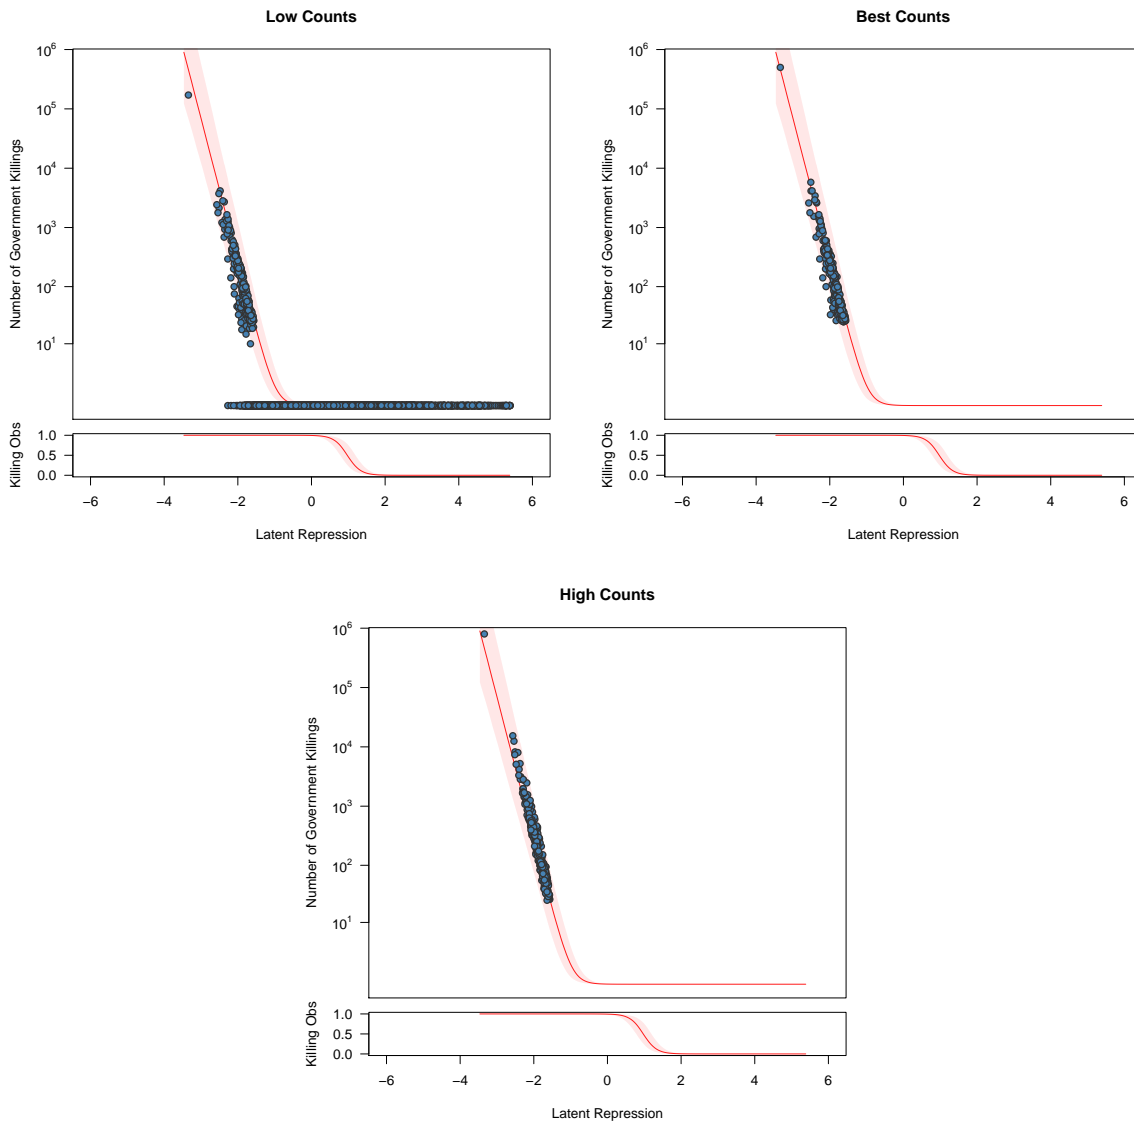 Low Counts
Number of Government Killings
10^6
10^5
10^4
10^3
10^2
10^1
Killing Obs
1.0
0.5
0.0
−6 −4 −2 0 2 4 6
Latent Repression
Best Counts
Number of Government Killings
10^6
10^5
10^4
10^3
10^2
10^1
Killing Obs
1.0
0.5
0.0
−6 −4 −2 0 2 4 6
Latent Repression
High Counts
Number of Government Killings
10^6
10^5
10^4
10^3
10^2
10^1
Killing Obs
1.0
0.5
0.0
−6 −4 −2 0 2 4 6
Latent Repression